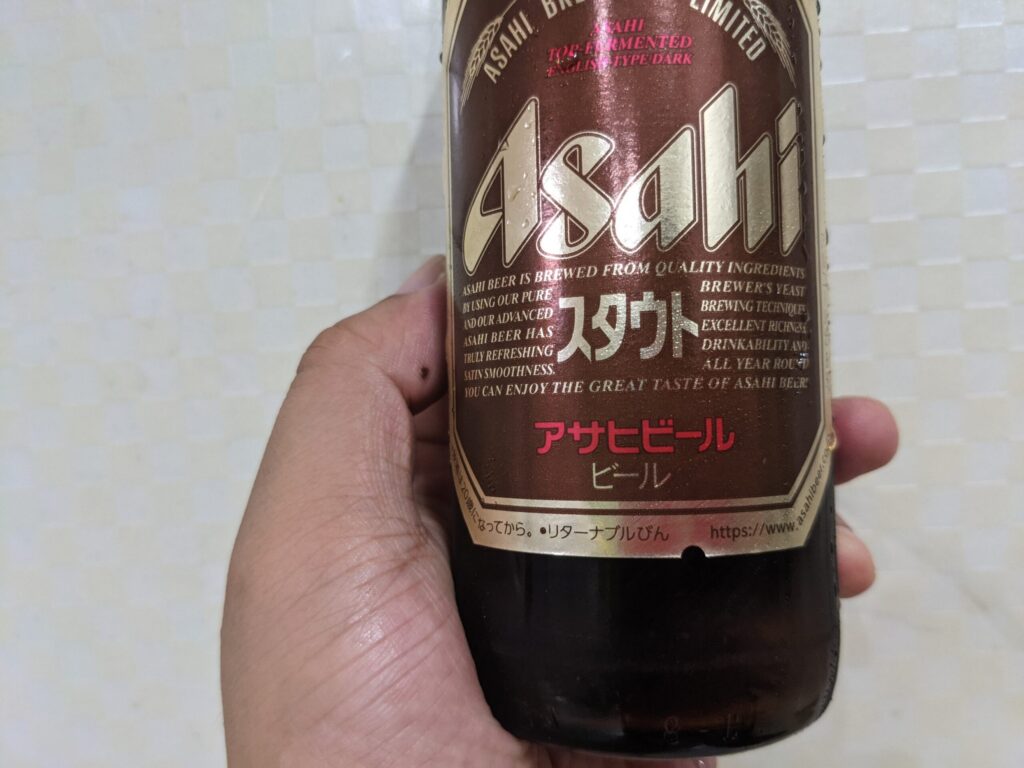 ASAHI LIMITED
ASAHI
TOP-FERMENTED
ENGLISH TYPE DARK
Asahi
ASAHI BEER IS BREWED FROM QUALITY INGREDIENTS
BY USING OUR PURE BREWER'S YEAST
AND OUR ADVANCED BREWING TECHNIQUES
ASAHI BEER HAS EXCELLENT RICHNESS,
TRULY REFRESHING DRINKABILITY AND
SATIN SMOOTHNESS. ALL YEAR ROUND
スタウト
YOU CAN ENJOY THE GREAT TASTE OF ASAHI BEER!
アサヒビール
ビール
になってから。•リターナブルびん https://www.asahibeer.co